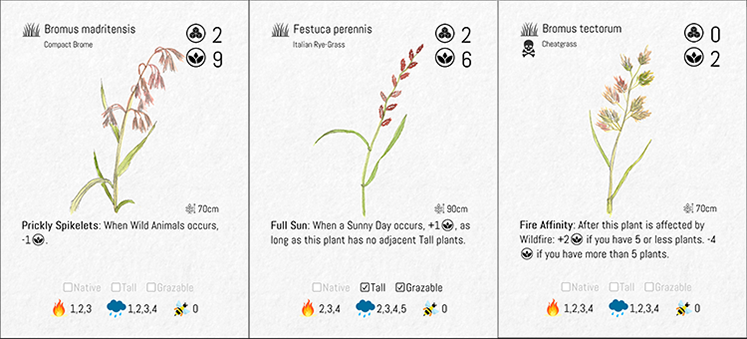 Bromus madritensis
Compact Brome
2
9
70cm
Prickly Spikelets: When Wild Animals occurs,
-1.
Native Tall Grazable
1,2,3 1,2,3,4 0
Festuca perennis
Italian Rye-Grass
2
6
90cm
Full Sun: When a Sunny Day occurs, +1, as
long as this plant has no adjacent Tall plants.
Native Tall Grazable
2,3,4 2,3,4,5 0
Bromus tectorum
Cheatgrass
0
2
70cm
Fire Affinity: After this plant is affected by
Wildfire: +2 if you have 5 or less plants. -4
if you have more than 5 plants.
Native Tall Grazable
1,2,3,4 1,2,3,4 0